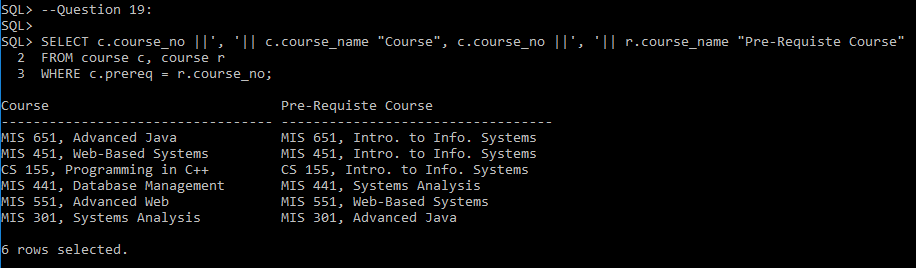 SQL> --Question 19:
SQL>
SQL> SELECT c.course_no ||', '|| c.course_name "Course", c.course_no ||', '|| r.course_name "Pre-Requiste Course"
  2  FROM course c, course r
  3  WHERE c.prereq = r.course_no;

Course                             Pre-Requiste Course
---------------------------------- ----------------------------------
MIS 651, Advanced Java             MIS 651, Intro. to Info. Systems
MIS 451, Web-Based Systems         MIS 451, Intro. to Info. Systems
CS 155, Programming in C++         CS 155, Intro. to Info. Systems
MIS 441, Database Management       MIS 441, Systems Analysis
MIS 551, Advanced Web              MIS 551, Web-Based Systems
MIS 301, Systems Analysis          MIS 301, Advanced Java

6 rows selected.